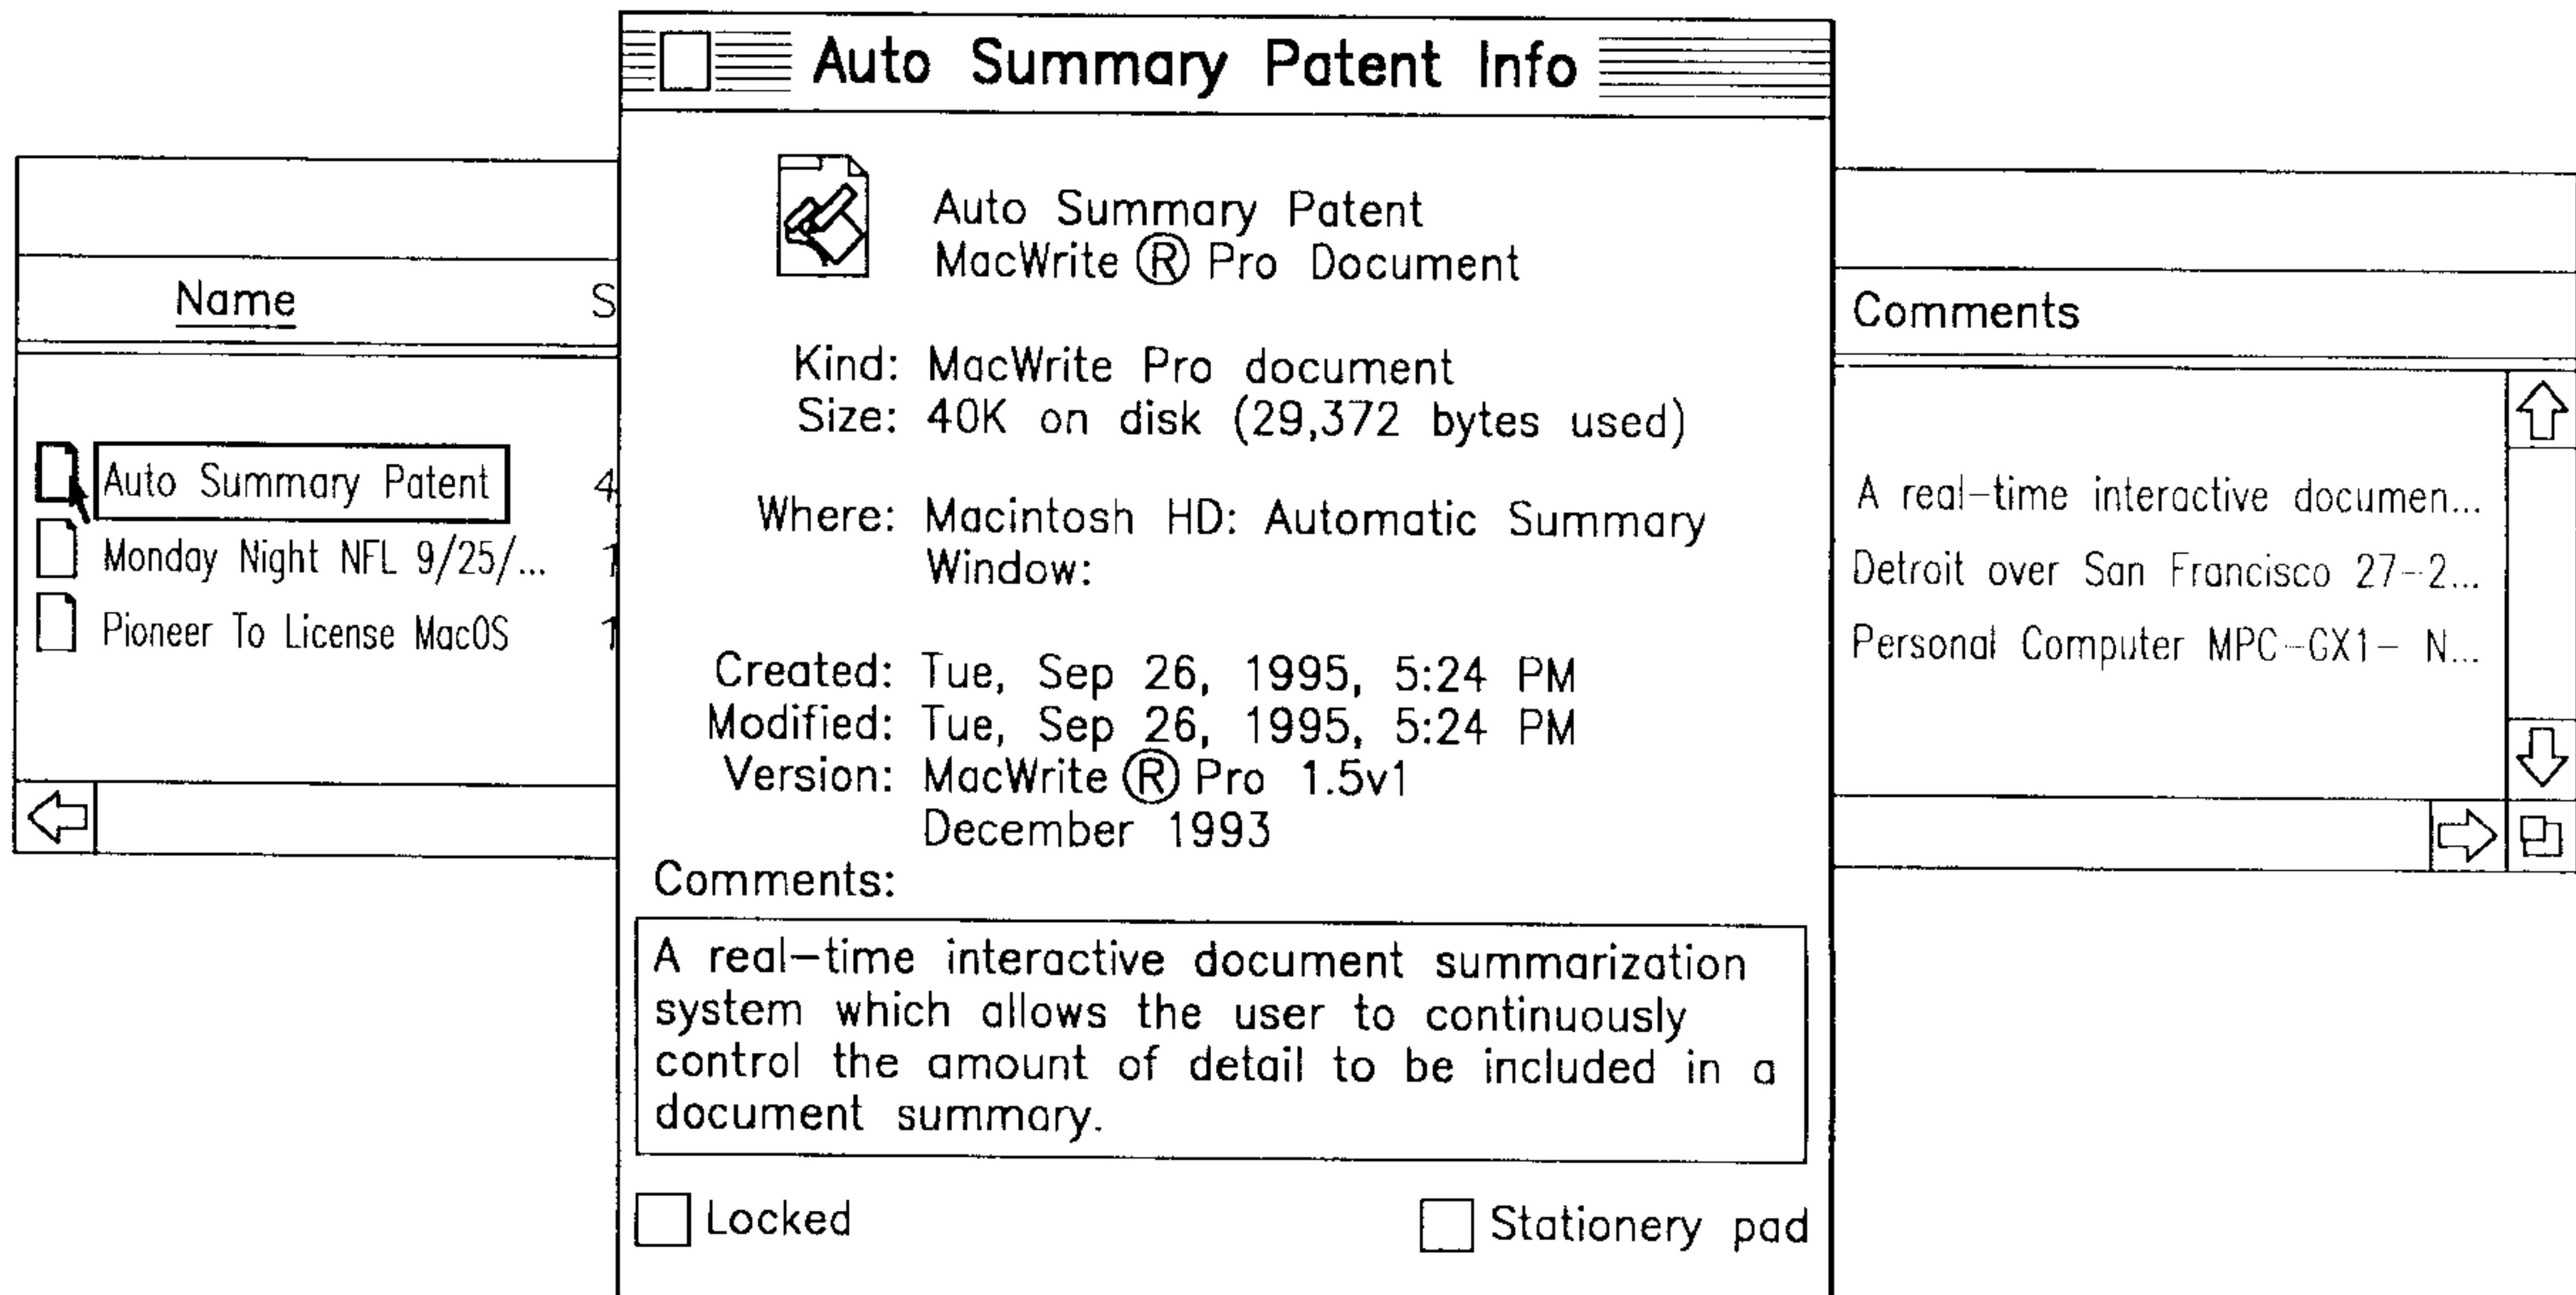 Auto Summary Patent Info
Auto Summary Patent
MacWrite ® Pro Document
Kind: MacWrite Pro document
Size: 40K on disk (29,372 bytes used)
Where: Macintosh HD: Automatic Summary
Window:
Created: Tue, Sep 26, 1995, 5:24 PM
Modified: Tue, Sep 26, 1995, 5:24 PM
Version: MacWrite ® Pro 1.5v1
December 1993
Comments:
A real-time interactive document summarization
system which allows the user to continuously
control the amount of detail to be included in a
document summary.
Locked
Stationery pad
Name S
Auto Summary Patent 4
Monday Night NFL 9/25/... 1
Pioneer To License MacOS 1
Comments
A real-time interactive documen...
Detroit over San Francisco 27-2...
Personal Computer MPC-GX1- N...